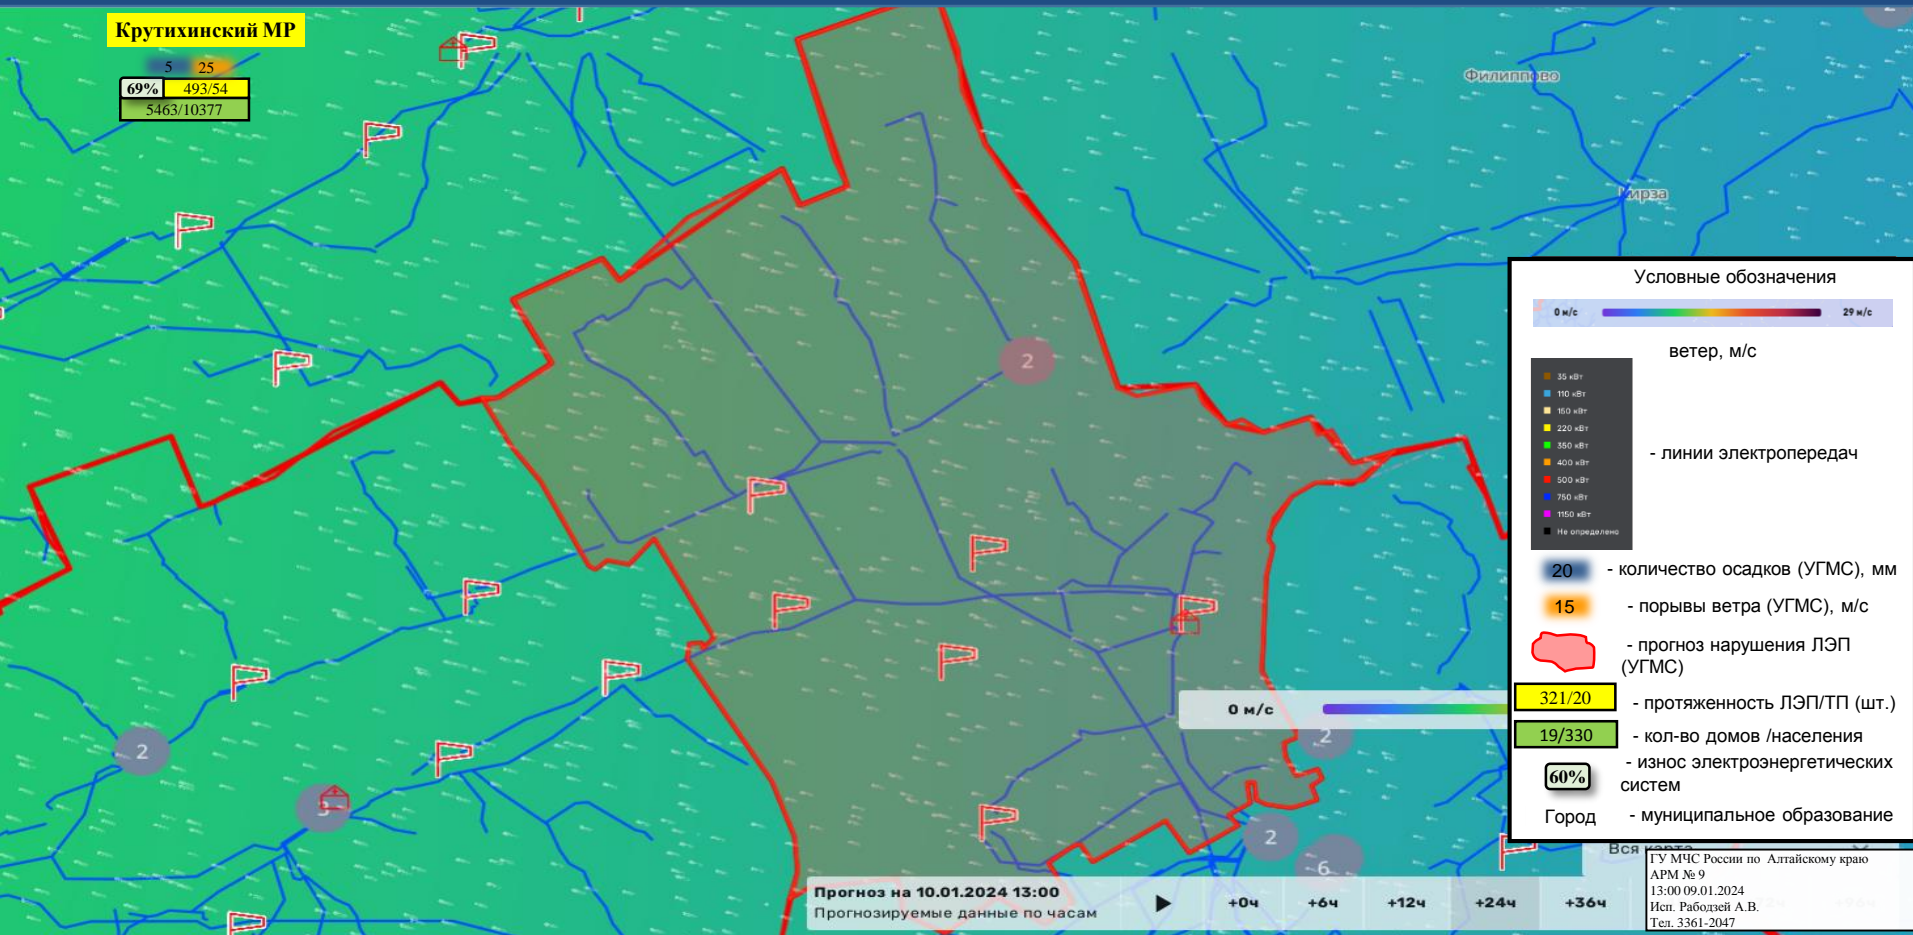 Крутихинский МР
5 25
69% 493/54
5463/10377
Филиппово
Кирза
2
2
3
2
2
6
0 м/с
Условные обозначения
0 м/с 29 м/с
ветер, м/с
35 кВт
110 кВт
150 кВт
220 кВт
350 кВт
400 кВт
500 кВт
750 кВт
1150 кВт
Не определено
- линии электропередач
20 - количество осадков (УГМС), мм
15 - порывы ветра (УГМС), м/с
- прогноз нарушения ЛЭП
(УГМС)
321/20 - протяженность ЛЭП/ТП (шт.)
19/330 - кол-во домов /населения
60% - износ электроэнергетических
систем
Город - муниципальное образование
Вся карта
Прогноз на 10.01.2024 13:00
Прогнозируемые данные по часам
+0ч +6ч +12ч +24ч +36ч
ГУ МЧС России по Алтайскому краю
АРМ № 9
13:00 09.01.2024
Исп. Рабодзей А.В.
Тел. 3361-2047